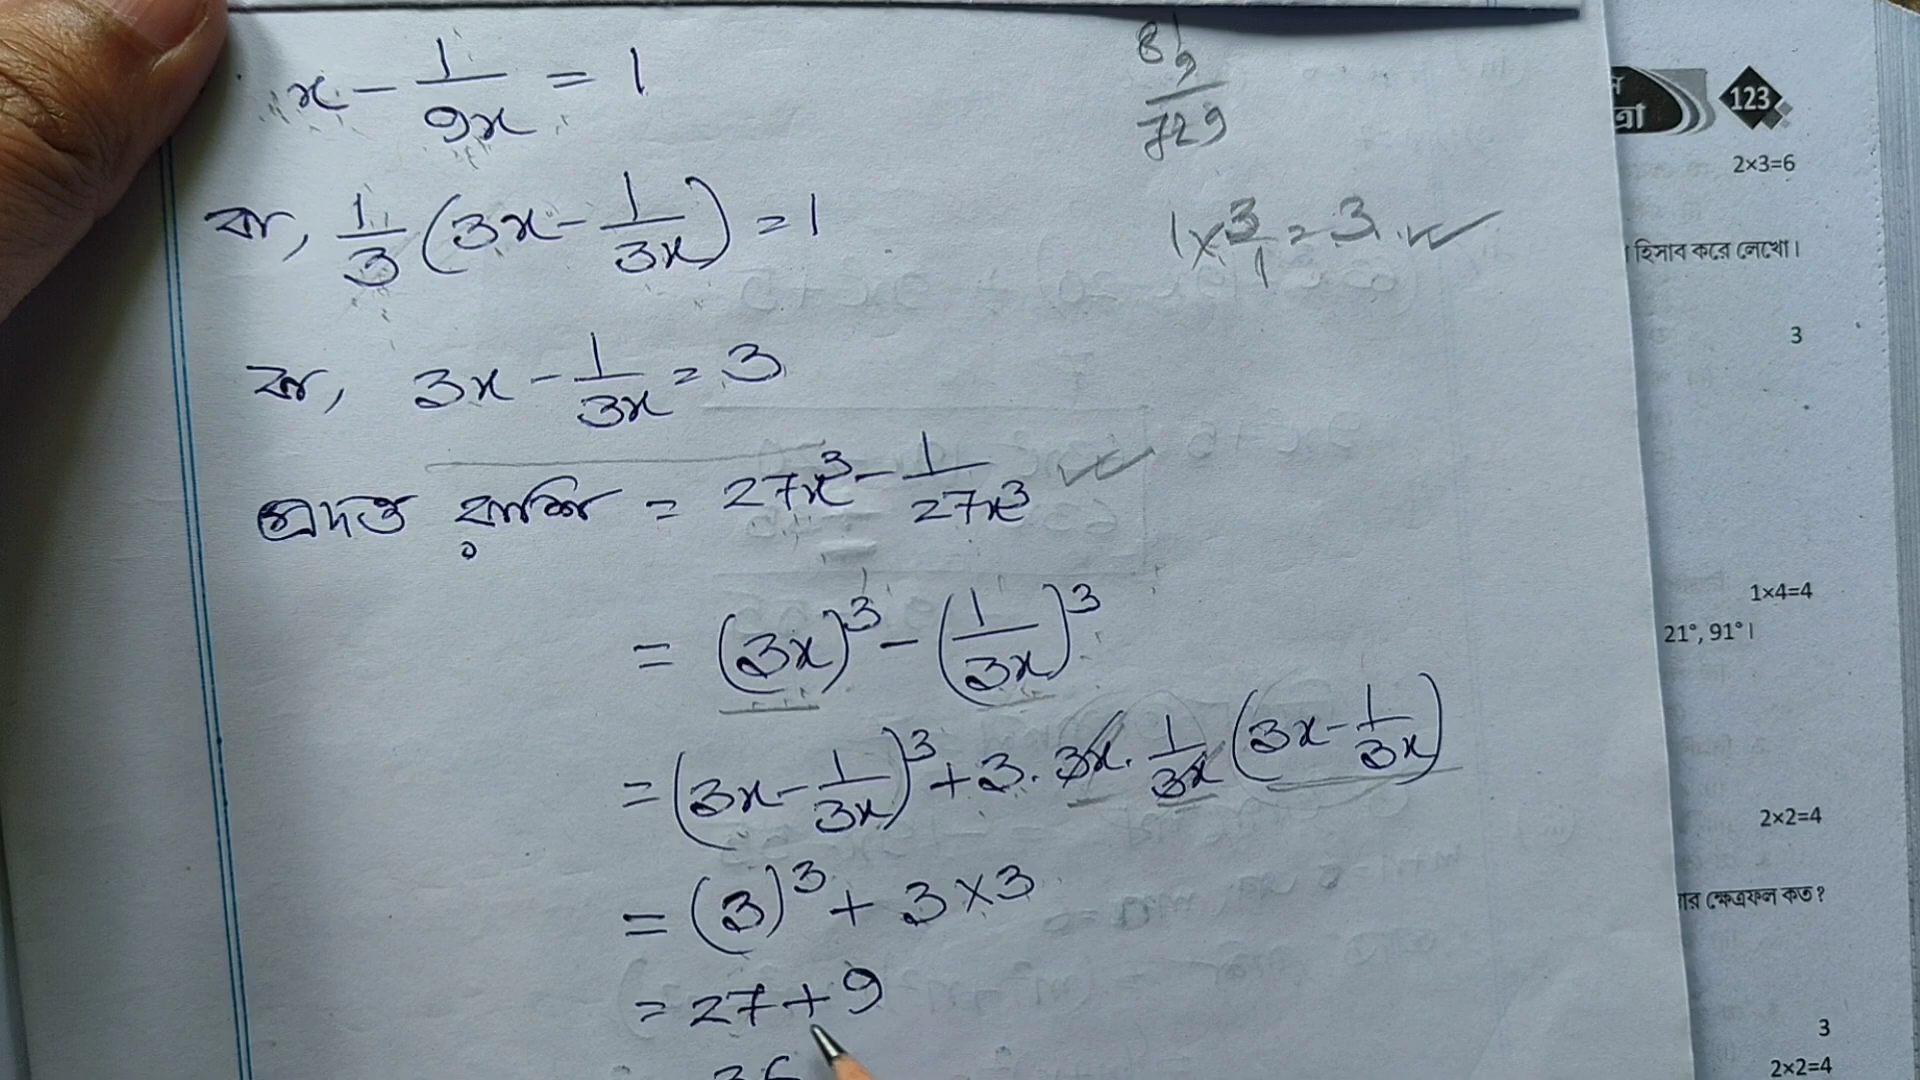 x - 1/9x = 1
বা, 1/3 (3x - 1/3x) = 1
বা, 3x - 1/3x = 3
প্রদত্ত রাশি = 27x³ - 1/27x³
= (3x)³ - (1/3x)³
= (3x - 1/3x)³ + 3. 3x. 1/3x (3x - 1/3x)
= (3)³ + 3×3
= 27 + 9
36
81
9
729
1 × 3/1 = 3
123
2×3=6
হিসাব করে লেখো।
3
1×4=4
21°, 91°।
2×2=4
ক্ষেত্রফল কত?
3
2×2=4